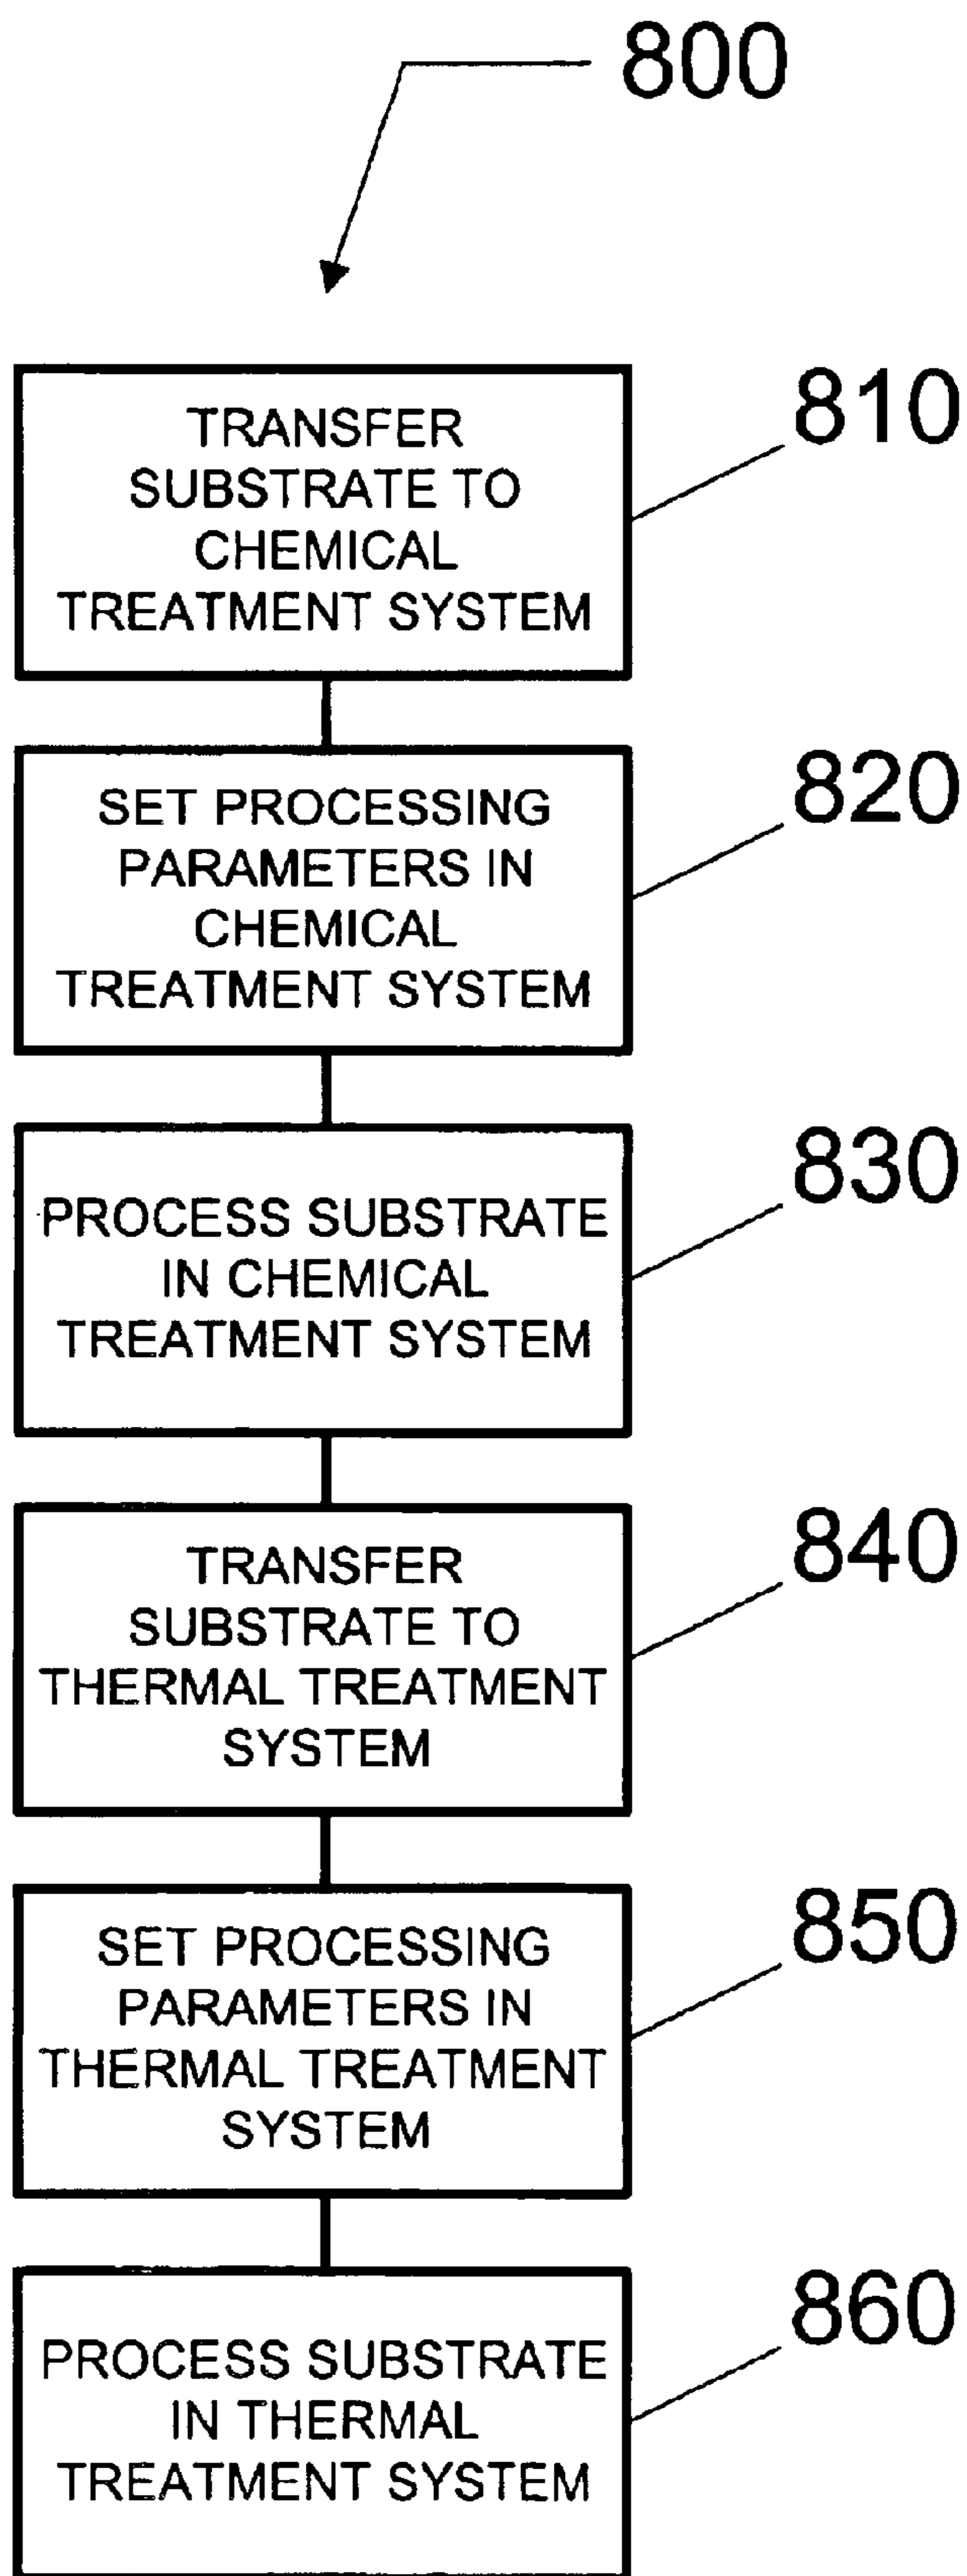 800
TRANSFER
SUBSTRATE TO
CHEMICAL
TREATMENT SYSTEM
810
SET PROCESSING
PARAMETERS IN
CHEMICAL
TREATMENT SYSTEM
820
PROCESS SUBSTRATE
IN CHEMICAL
TREATMENT SYSTEM
830
TRANSFER
SUBSTRATE TO
THERMAL TREATMENT
SYSTEM
840
SET PROCESSING
PARAMETERS IN
THERMAL TREATMENT
SYSTEM
850
PROCESS SUBSTRATE
IN THERMAL
TREATMENT SYSTEM
860